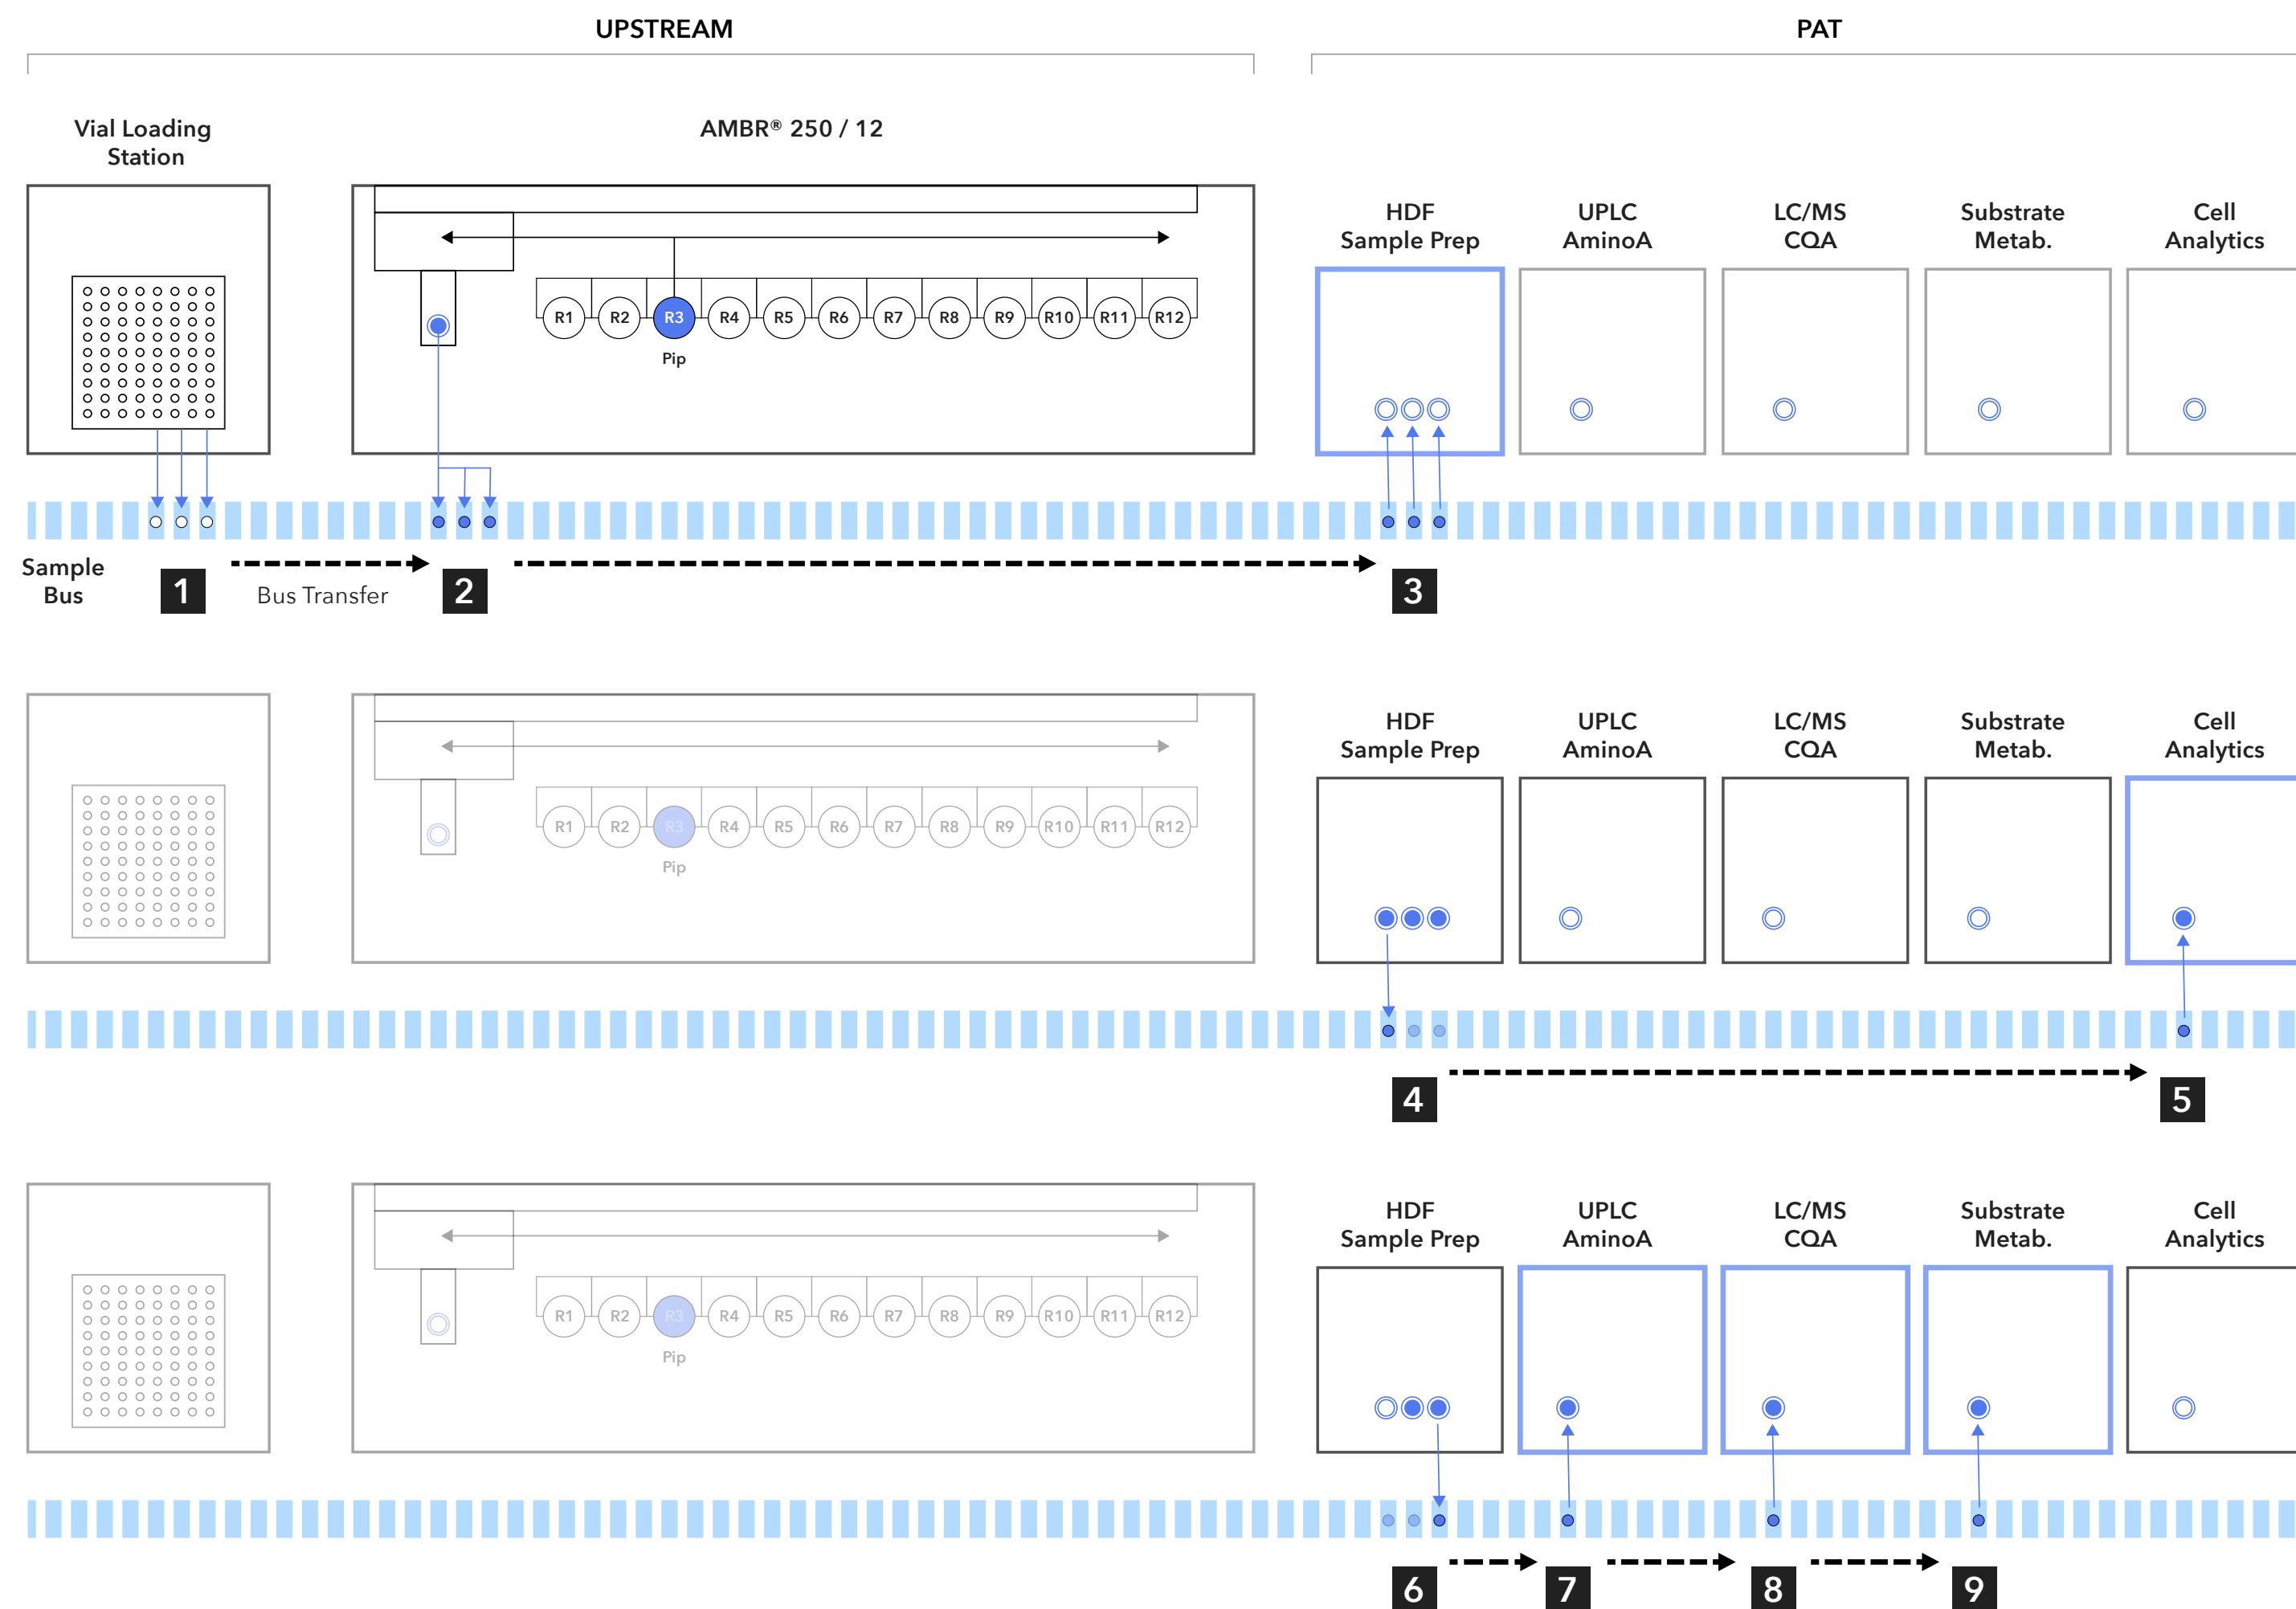 UPSTREAM
PAT
Vial Loading
Station
AMBR® 250 / 12
HDF
Sample Prep
UPLC
AminoA
LC/MS
CQA
Substrate
Metab.
Cell
Analytics
R1 R2 R3 R4 R5 R6 R7 R8 R9 R10 R11 R12
Pip
Sample
Bus
1
Bus Transfer
2
3
HDF
Sample Prep
UPLC
AminoA
LC/MS
CQA
Substrate
Metab.
Cell
Analytics
R1 R2 R3 R4 R5 R6 R7 R8 R9 R10 R11 R12
Pip
4
5
HDF
Sample Prep
UPLC
AminoA
LC/MS
CQA
Substrate
Metab.
Cell
Analytics
R1 R2 R3 R4 R5 R6 R7 R8 R9 R10 R11 R12
Pip
6
7
8
9